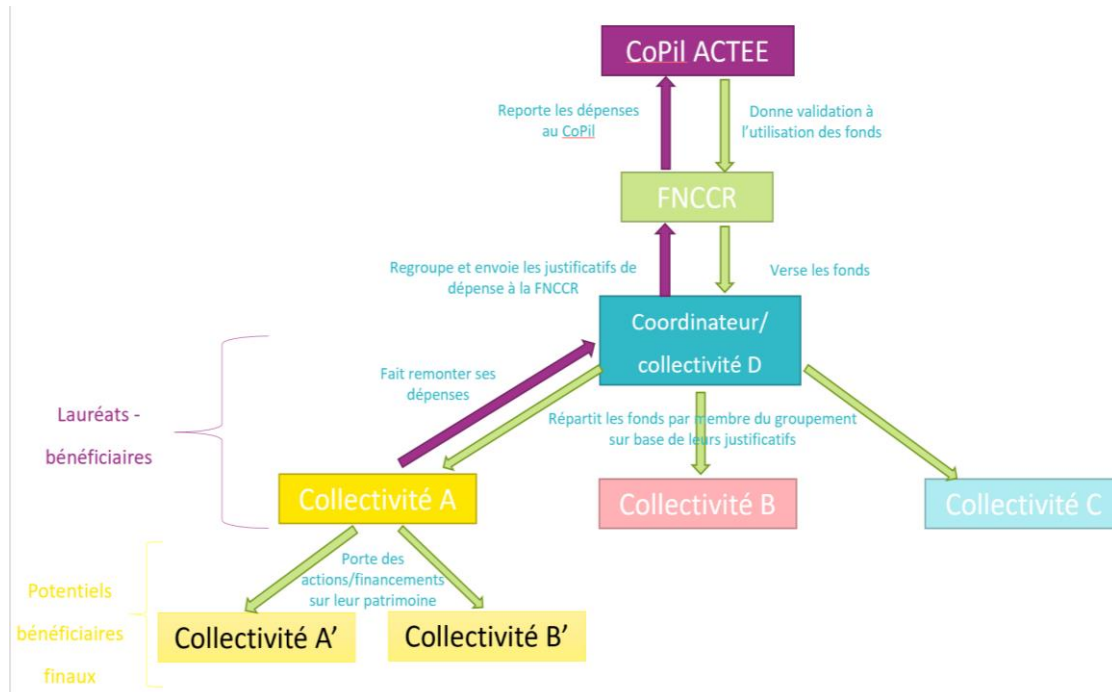 CoPil ACTEE
Reporte les dépenses
au CoPil
Donne validation à
l’utilisation des fonds
FNCCR
Regroupe et envoie les justificatifs de
dépense à la FNCCR
Verse les fonds
Coordinateur/
collectivité D
Fait remonter ses
dépenses
Lauréats -
bénéficiaires
Répartit les fonds par membre du groupement
sur base de leurs justificatifs
Collectivité A
Collectivité B
Collectivité C
Porte des
actions/financements
sur leur patrimoine
Potentiels
bénéficiaires
finaux
Collectivité A’
Collectivité B’